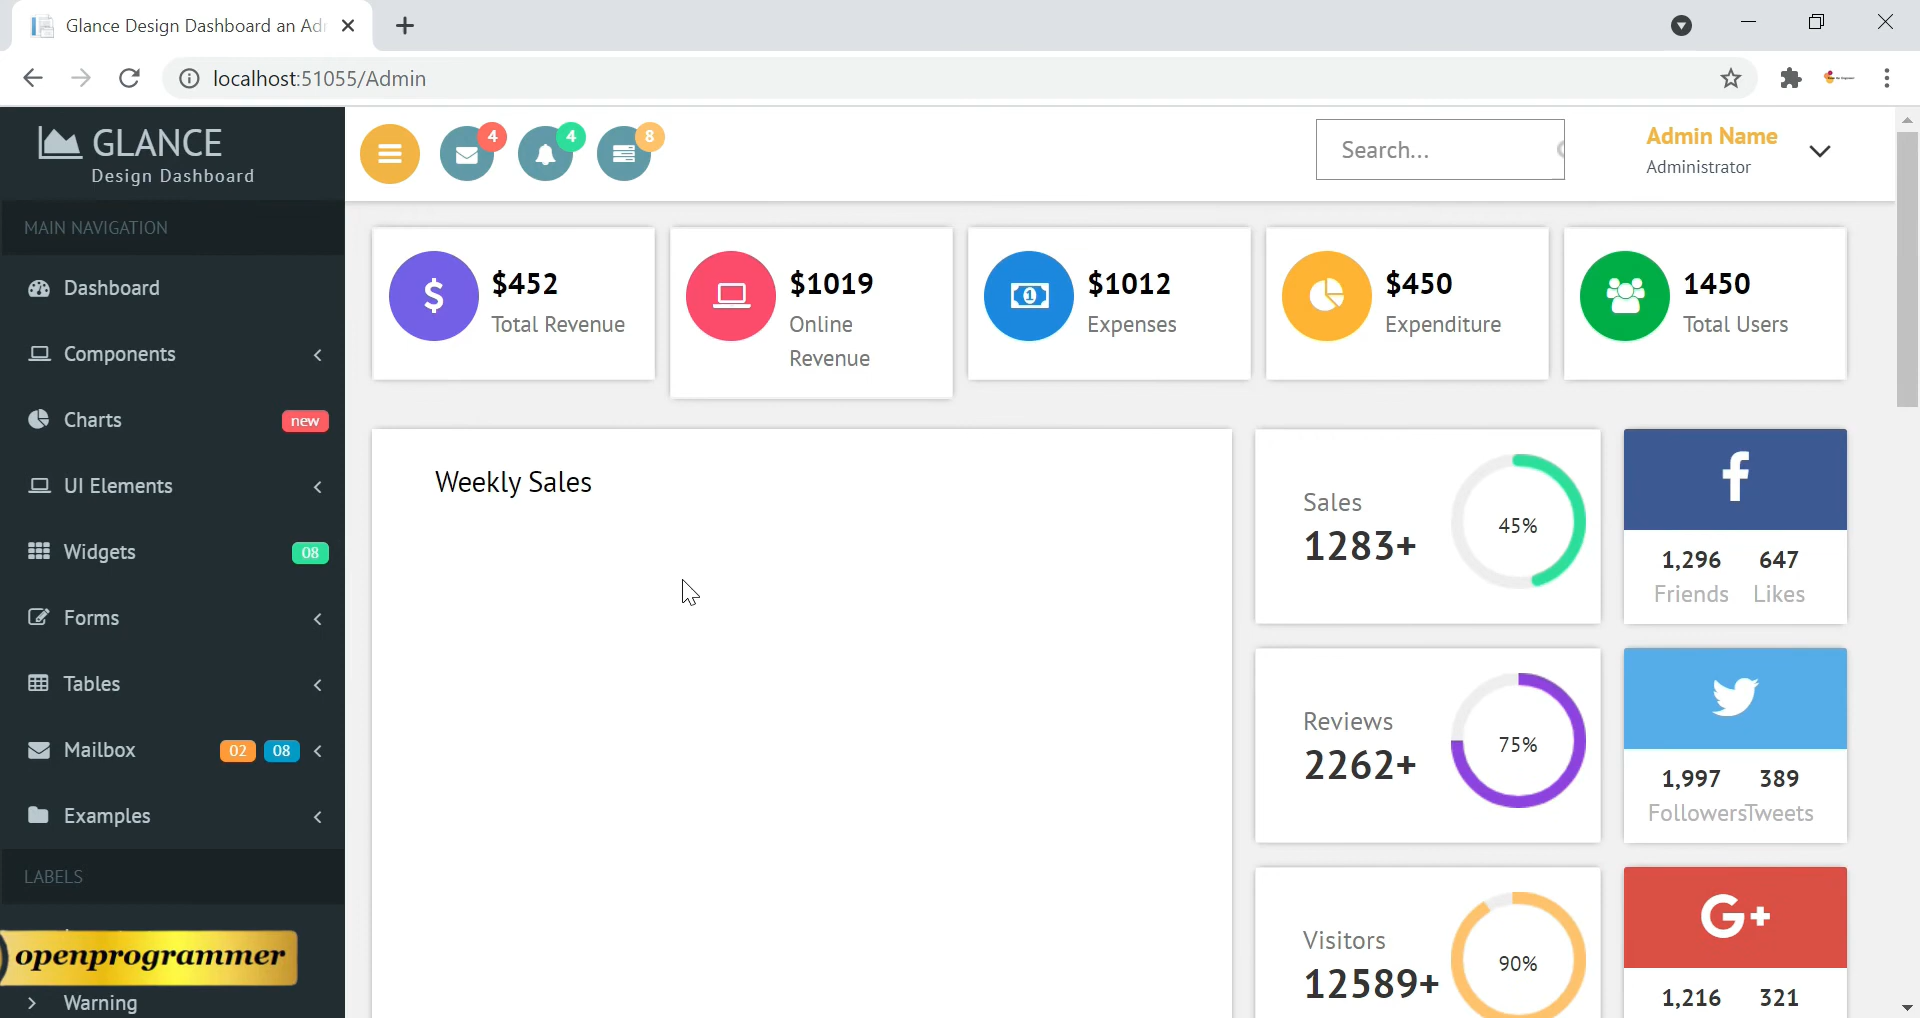 Glance Design Dashboard an Ad
localhost:51055/Admin
GLANCE
Design Dashboard
4
4
8
Search...
Admin Name
Administrator
MAIN NAVIGATION
Dashboard
Components
Charts
new
UI Elements
Widgets
08
Forms
Tables
Mailbox
02
08
Examples
LABELS
openprogrammer
Warning
$452
Total Revenue
$1019
Online
Revenue
1
$1012
Expenses
$450
Expenditure
1450
Total Users
Weekly Sales
Sales
1283+
45%
Reviews
2262+
75%
Visitors
12589+
90%
f
1,296 647
Friends Likes
1,997 389
Followers Tweets
G+
1,216 321